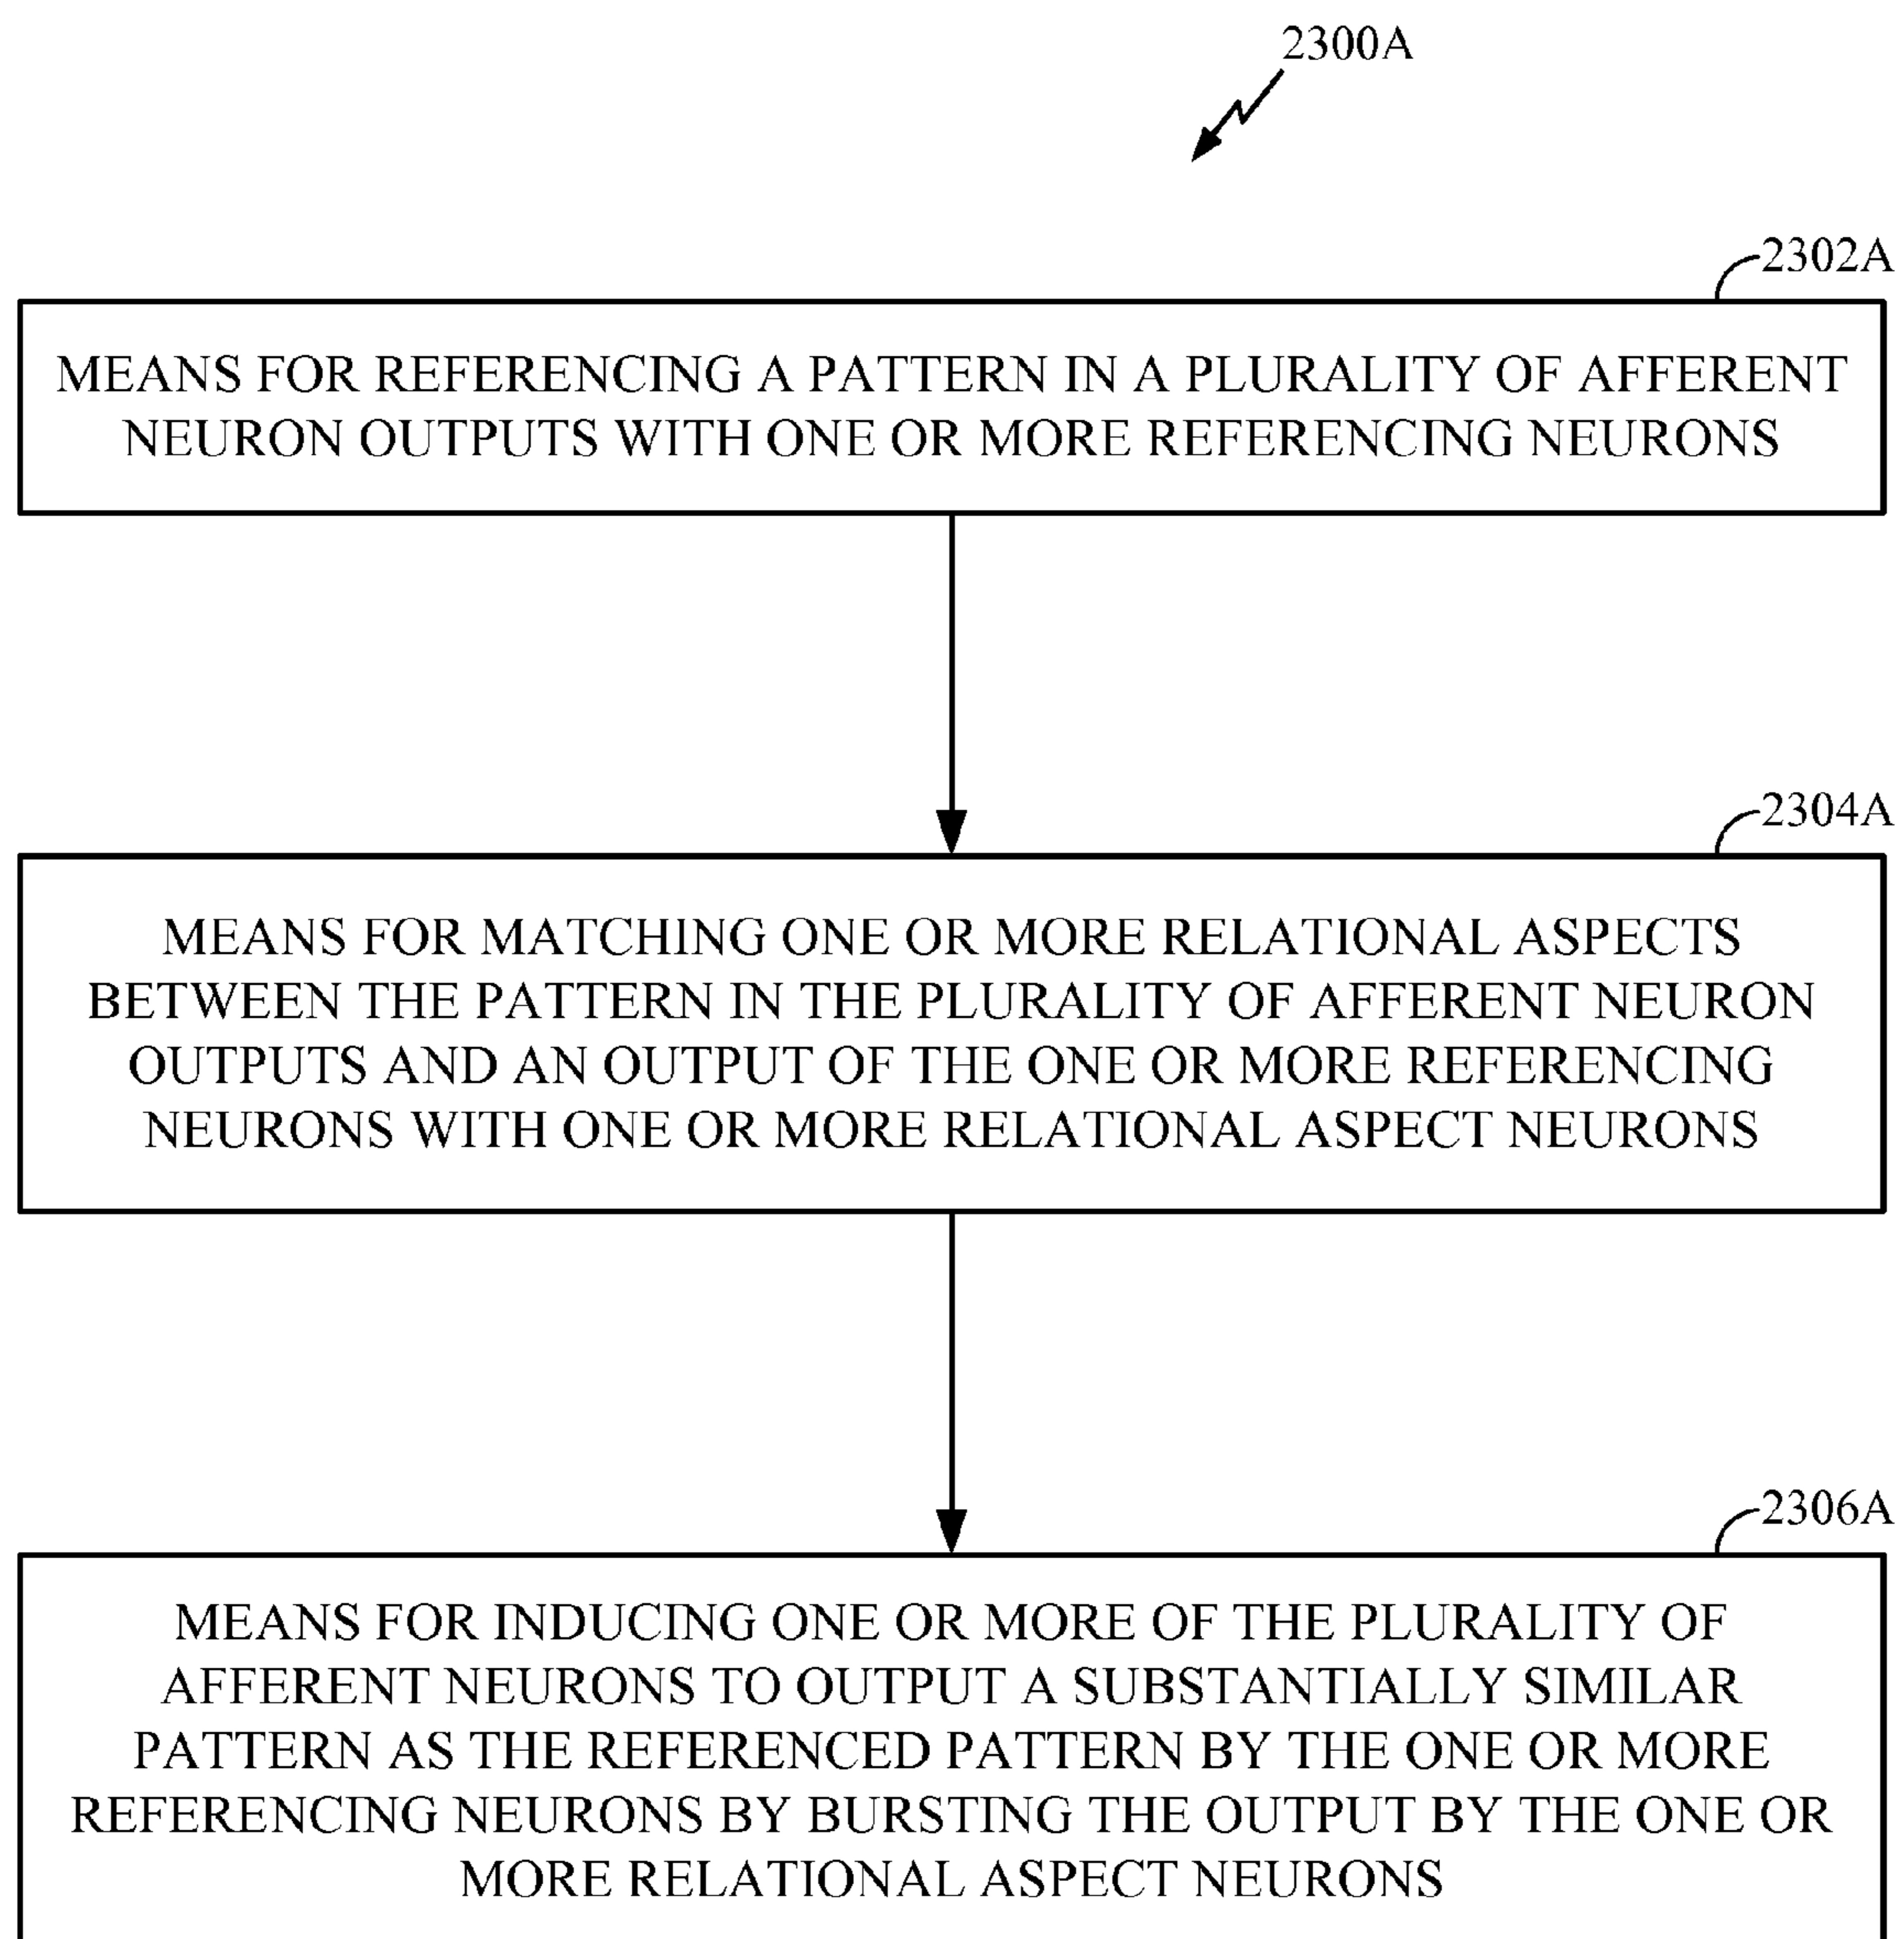 2300A
2302A
MEANS FOR REFERENCING A PATTERN IN A PLURALITY OF AFFERENT
NEURON OUTPUTS WITH ONE OR MORE REFERENCING NEURONS
2304A
MEANS FOR MATCHING ONE OR MORE RELATIONAL ASPECTS
BETWEEN THE PATTERN IN THE PLURALITY OF AFFERENT NEURON
OUTPUTS AND AN OUTPUT OF THE ONE OR MORE REFERENCING
NEURONS WITH ONE OR MORE RELATIONAL ASPECT NEURONS
2306A
MEANS FOR INDUCING ONE OR MORE OF THE PLURALITY OF
AFFERENT NEURONS TO OUTPUT A SUBSTANTIALLY SIMILAR
PATTERN AS THE REFERENCED PATTERN BY THE ONE OR MORE
REFERENCING NEURONS BY BURSTING THE OUTPUT BY THE ONE OR
MORE RELATIONAL ASPECT NEURONS